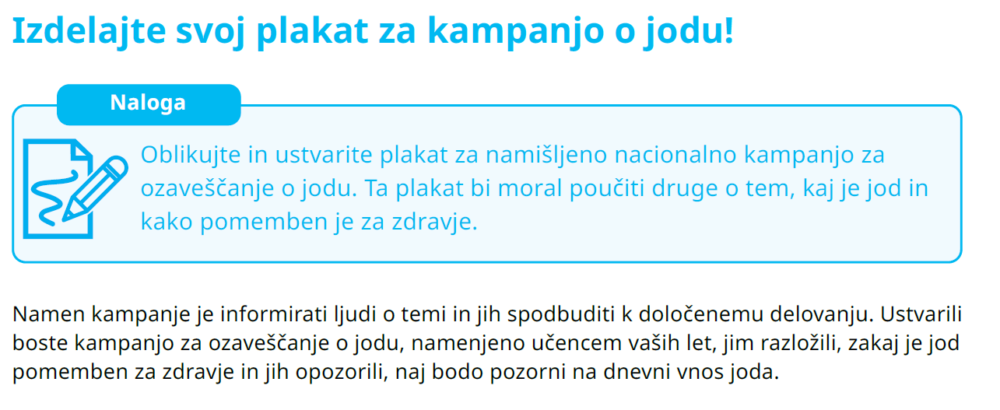 Izdelajte svoj plakat za kampanjo o jodu!
Naloga
Oblikujte in ustvarite plakat za namišljeno nacionalno kampanjo za
ozaveščanje o jodu. Ta plakat bi moral poučiti druge o tem, kaj je jod in
kako pomemben je za zdravje.
Namen kampanje je informirati ljudi o temi in jih spodbuditi k določenemu delovanju. Ustvarili
boste kampanjo za ozaveščanje o jodu, namenjeno učencem vaših let, jim razložili, zakaj je jod
pomemben za zdravje in jih opozorili, naj bodo pozorni na dnevni vnos joda.